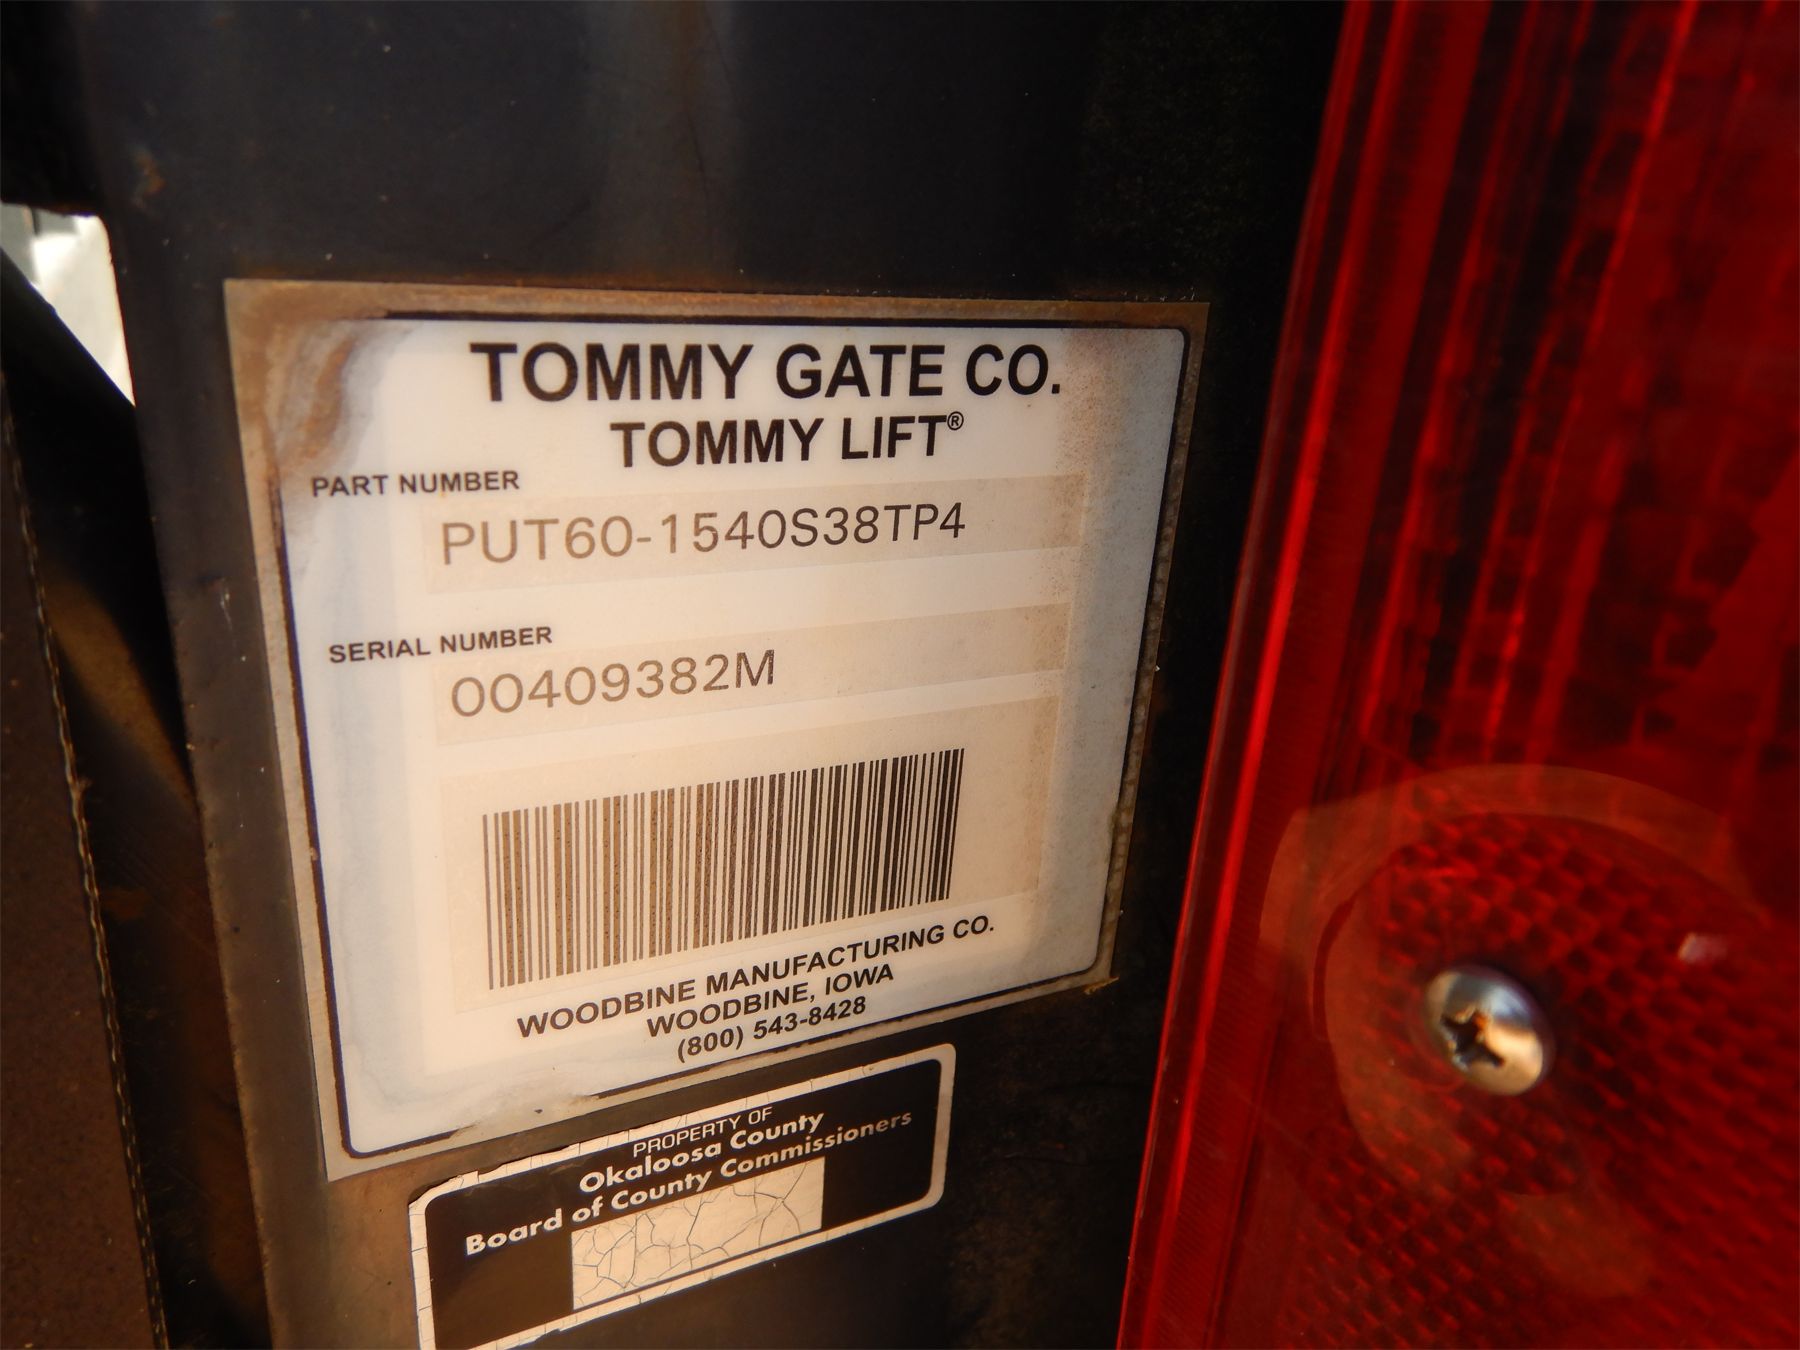 TOMMY GATE CO.
TOMMY LIFT®
PART NUMBER
PUT60-1540S38TP4
SERIAL NUMBER
00409382M
WOODBINE MANUFACTURING CO.
WOODBINE, IOWA
(800) 543-8428
PROPERTY OF
Okaloosa County
Board of County Commissioners